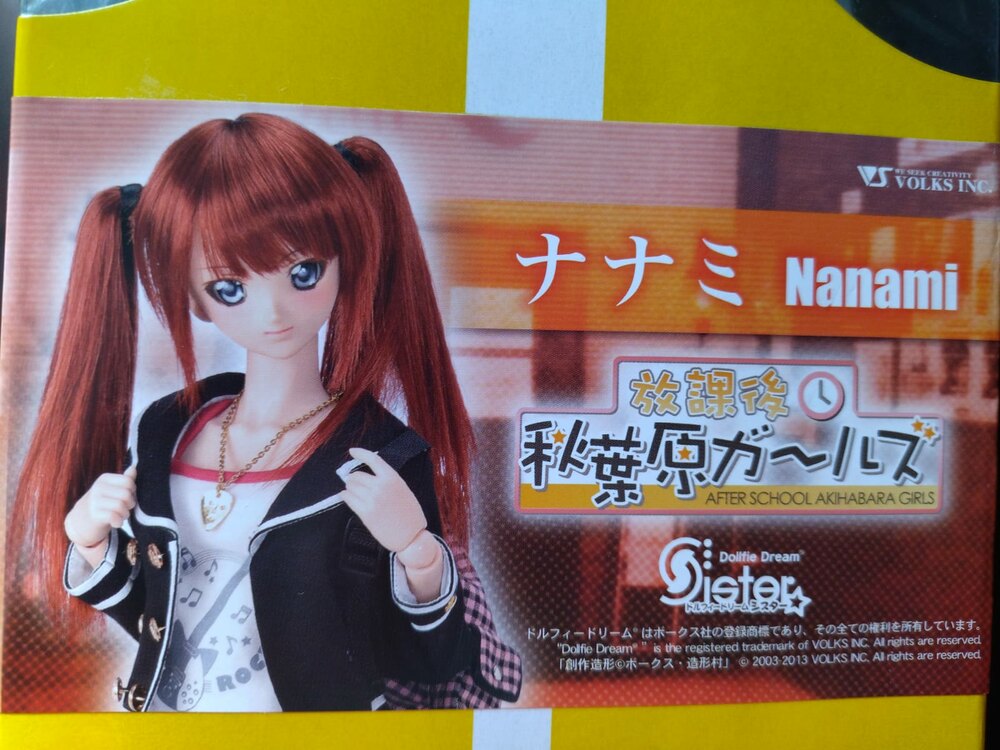 WE SEEK CREATIVITY
VS VOLKS INC.
ナナミ Nanami
放課後
秋葉原ガールズ
AFTER SCHOOL AKIHABARA GIRLS
Dollfie Dream®
Sister
ドルフィードリームシスター
ドルフィードリーム®はボークス社の登録商標であり、その全ての権利を所有しています。
"Dollfie Dream® " is the registered trademark of VOLKS INC. All rights are reserved.
「創作造形©ボークス・造形村」 © 2003-2013 VOLKS INC. All rights are reserved.
ROCK